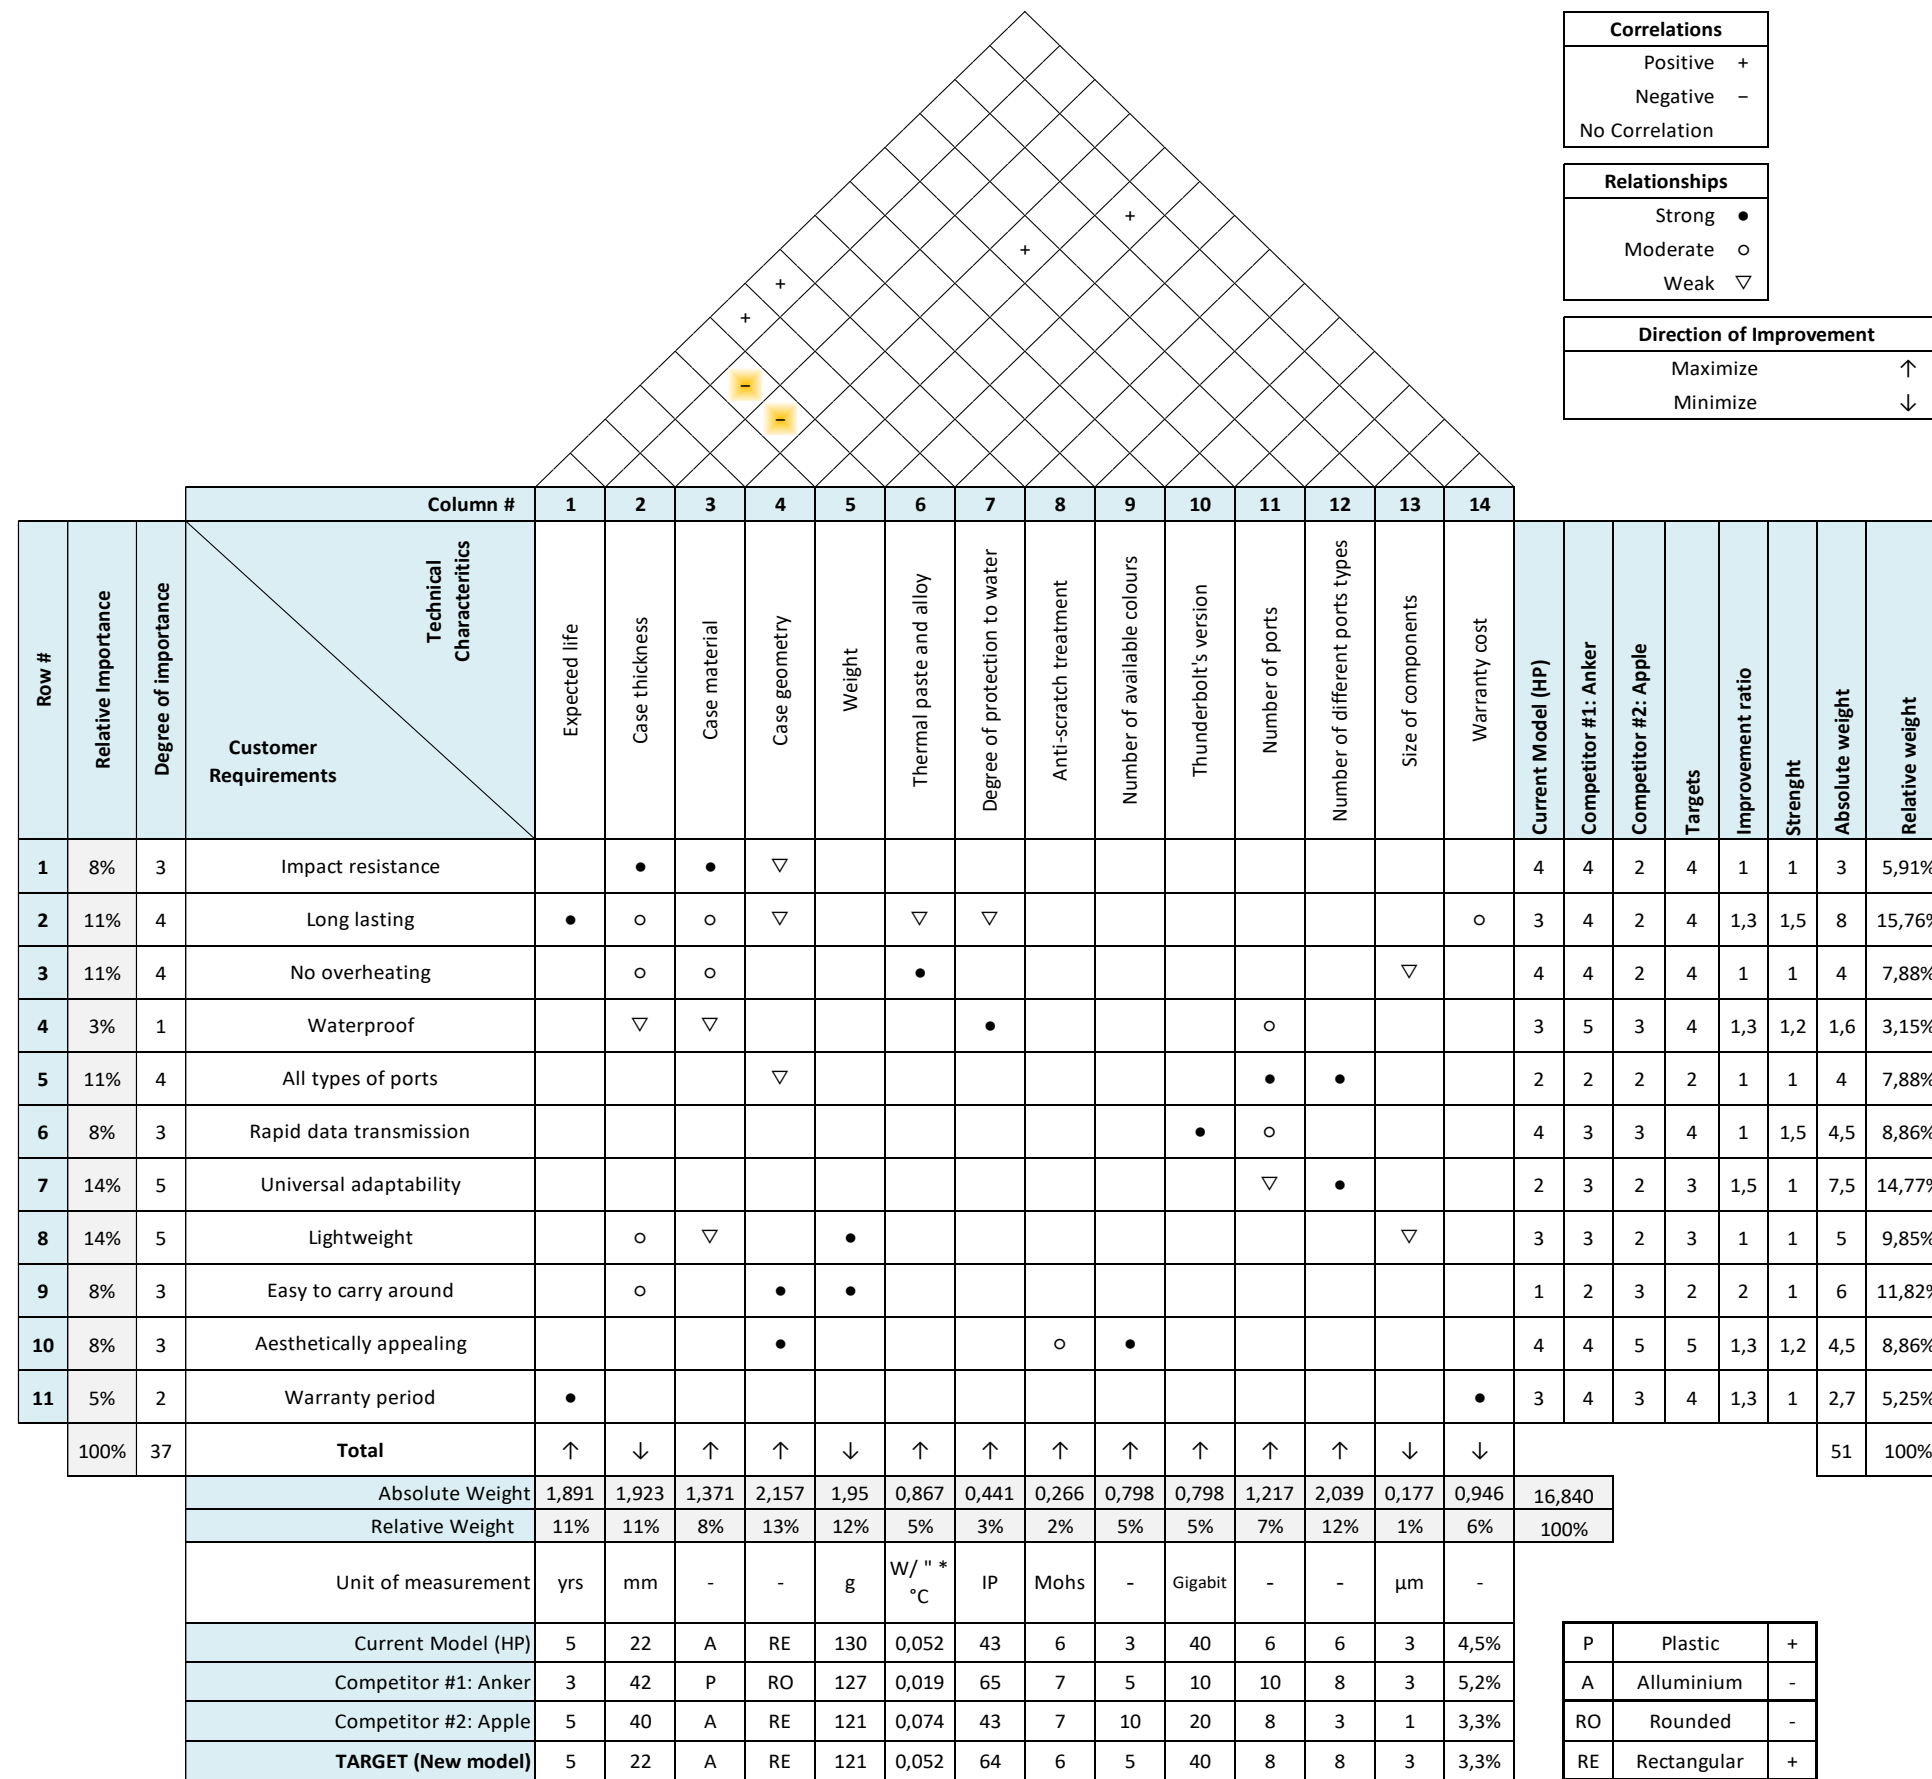 Correlations
Positive +
Negative −
No Correlation
Relationships
Strong ●
Moderate ○
Weak ▽
Direction of Improvement
Maximize ↑
Minimize ↓
+
+
+
+
−
−
Column # 1 2 3 4 5 6 7 8 9 10 11 12 13 14
Row #
Relative Importance
Degree of importance
Technical
Characteritics
Customer
Requirements
Expected life
Case thickness
Case material
Case geometry
Weight
Thermal paste and alloy
Degree of protection to water
Anti-scratch treatment
Number of available colours
Thunderbolt's version
Number of ports
Number of different ports types
Size of components
Warranty cost
Current Model (HP)
Competitor #1: Anker
Competitor #2: Apple
Targets
Improvement ratio
Strenght
Absolute weight
Relative weight
1 8% 3 Impact resistance ● ● ▽ 4 4 2 4 1 1 3 5,91%
2 11% 4 Long lasting ● ○ ○ ▽ ▽ ▽ ○ 3 4 2 4 1,3 1,5 8 15,76%
3 11% 4 No overheating ○ ○ ● ▽ 4 4 2 4 1 1 4 7,88%
4 3% 1 Waterproof ▽ ▽ ● ○ 3 5 3 4 1,3 1,2 1,6 3,15%
5 11% 4 All types of ports ▽ ● ● 2 2 2 2 1 1 4 7,88%
6 8% 3 Rapid data transmission ● ○ 4 3 3 4 1 1,5 4,5 8,86%
7 14% 5 Universal adaptability ▽ ● 2 3 2 3 1,5 1 7,5 14,77%
8 14% 5 Lightweight ○ ▽ ● ▽ 3 3 2 3 1 1 5 9,85%
9 8% 3 Easy to carry around ○ ● ● 1 2 3 2 2 1 6 11,82%
10 8% 3 Aesthetically appealing ● ○ ● 4 4 5 5 1,3 1,2 4,5 8,86%
11 5% 2 Warranty period ● ● 3 4 3 4 1,3 1 2,7 5,25%
100% 37 Total ↑ ↓ ↑ ↑ ↓ ↑ ↑ ↑ ↑ ↑ ↑ ↑ ↓ ↓ 51 100%
Absolute Weight 1,891 1,923 1,371 2,157 1,95 0,867 0,441 0,266 0,798 0,798 1,217 2,039 0,177 0,946 16,840
Relative Weight 11% 11% 8% 13% 12% 5% 3% 2% 5% 5% 7% 12% 1% 6% 100%
Unit of measurement yrs mm - - g W/ " * °C IP Mohs - Gigabit - - µm -
Current Model (HP) 5 22 A RE 130 0,052 43 6 3 40 6 6 3 4,5%
Competitor #1: Anker 3 42 P RO 127 0,019 65 7 5 10 10 8 3 5,2%
Competitor #2: Apple 5 40 A RE 121 0,074 43 7 10 20 8 3 1 3,3%
TARGET (New model) 5 22 A RE 121 0,052 64 6 5 40 8 8 3 3,3%
P Plastic +
A Alluminium -
RO Rounded -
RE Rectangular +